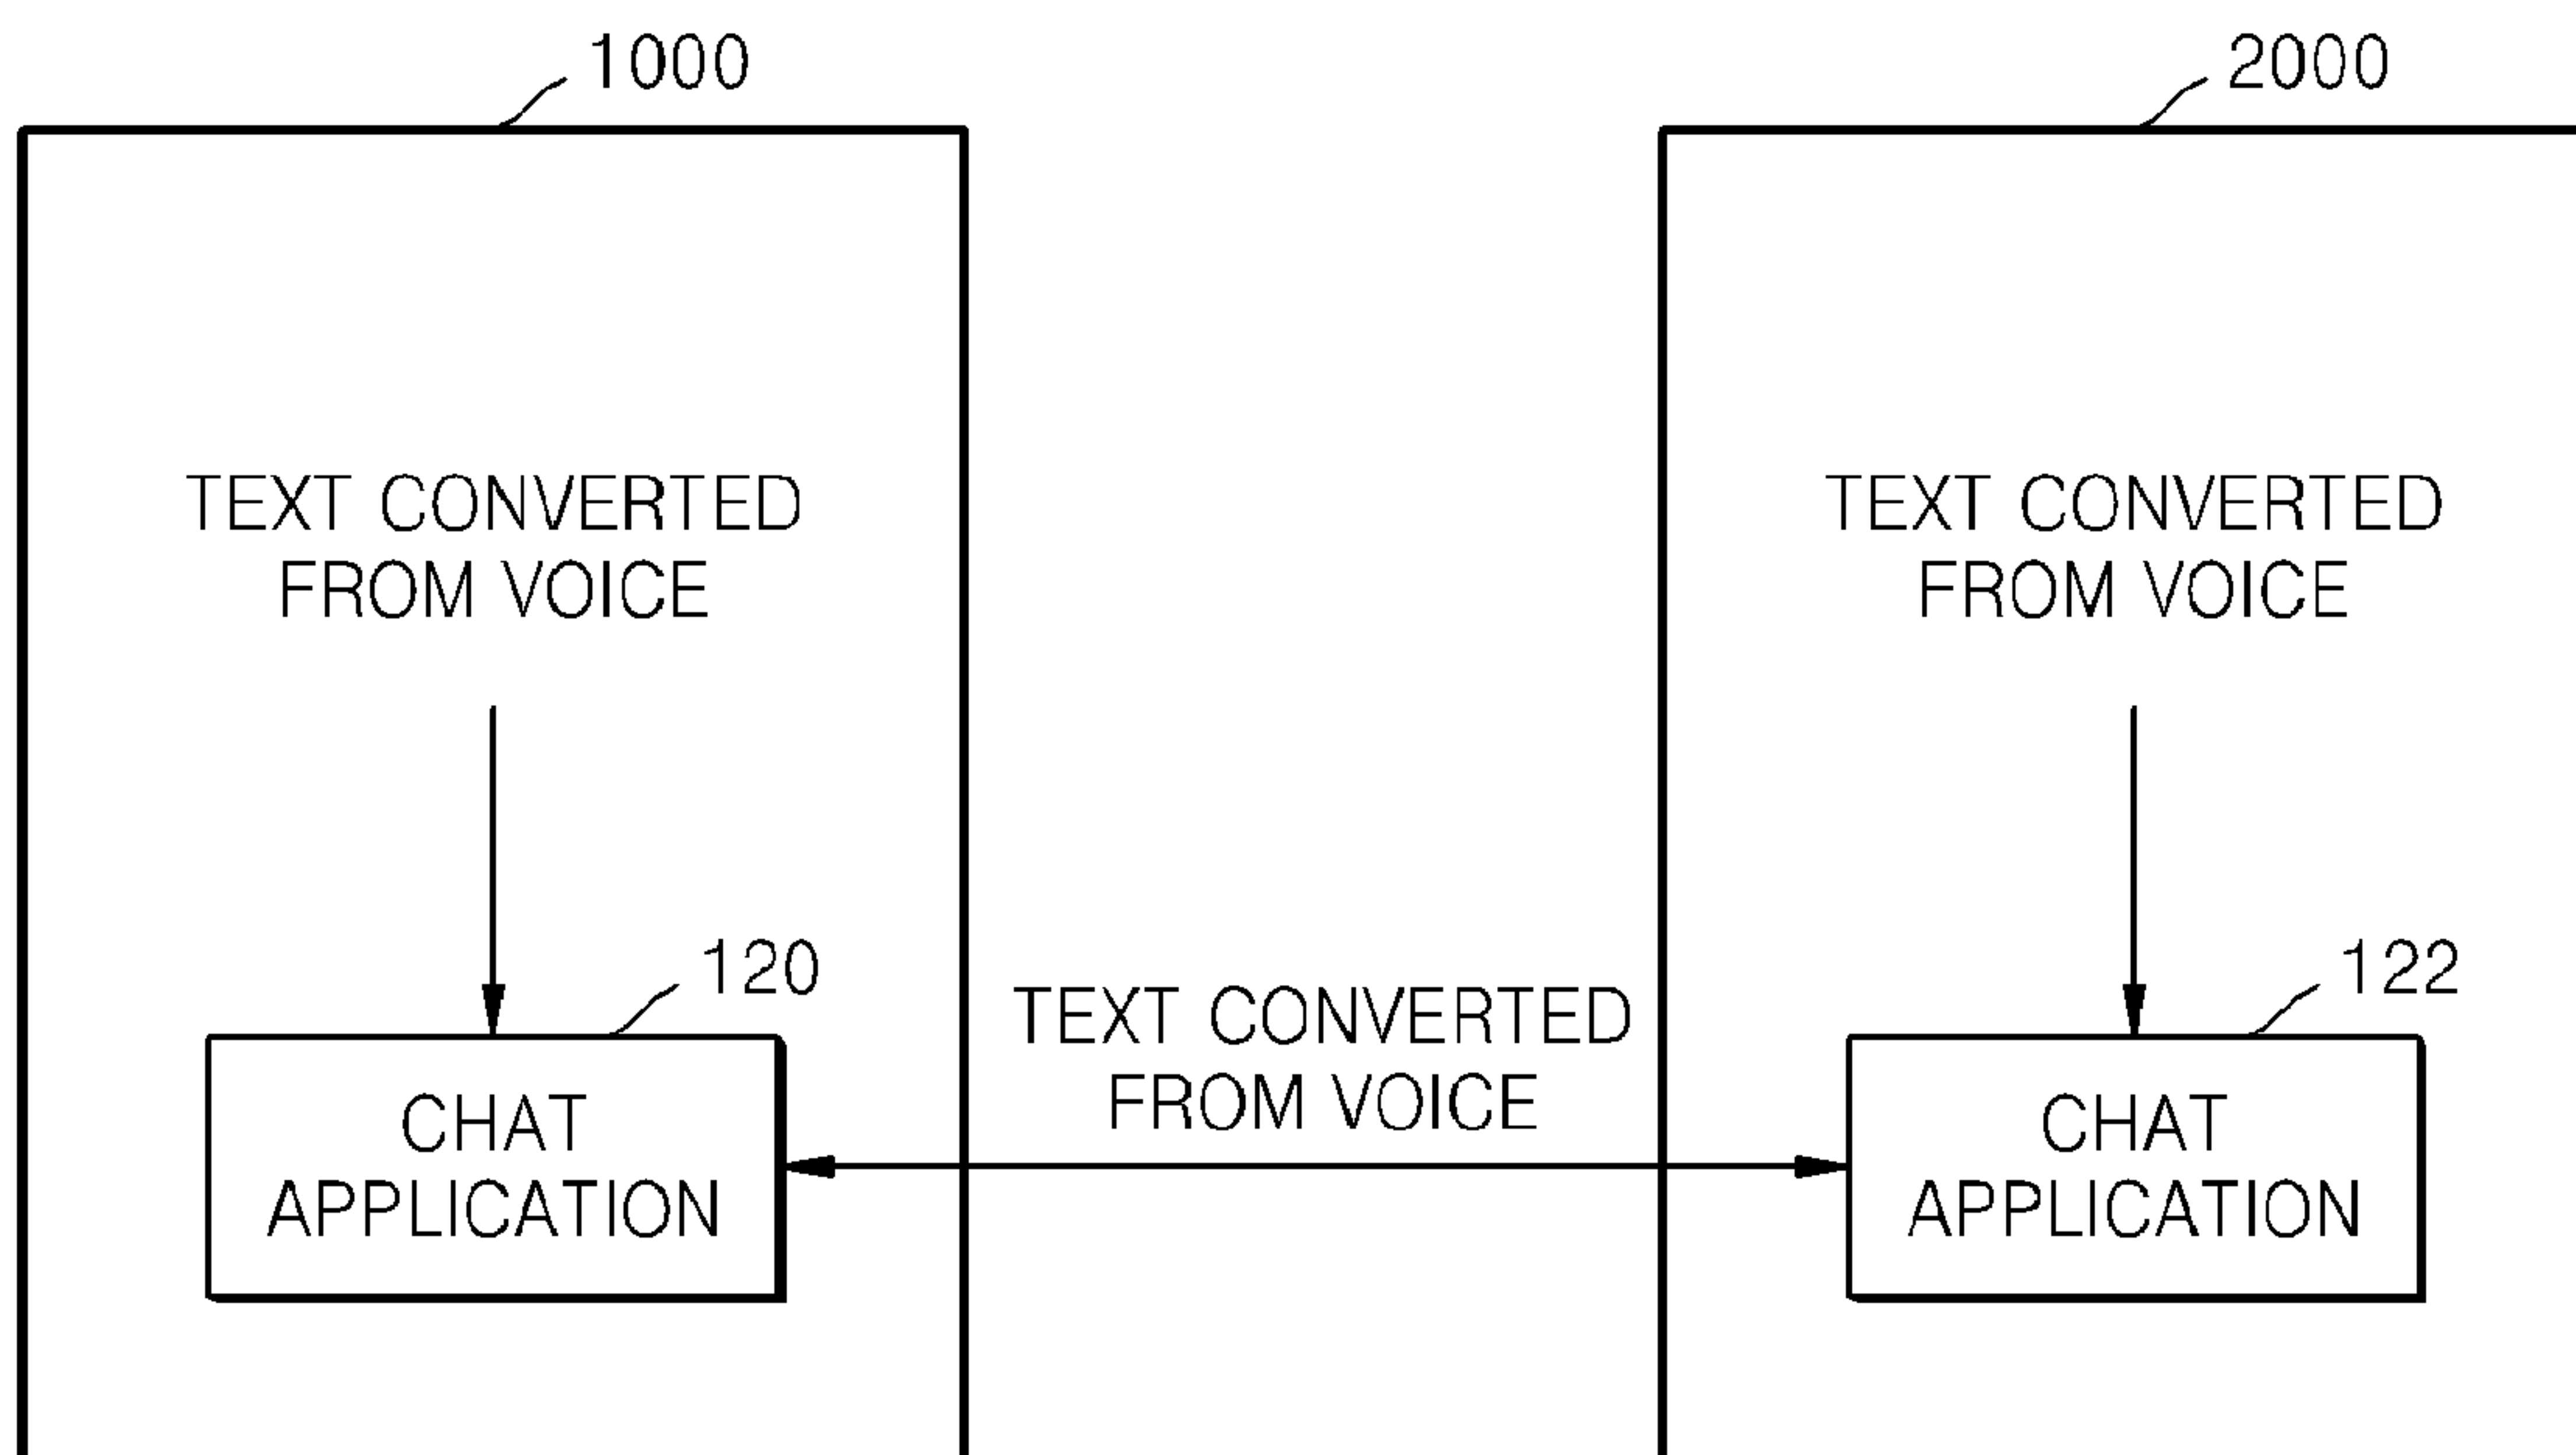 1000
2000
TEXT CONVERTED
FROM VOICE
TEXT CONVERTED
FROM VOICE
120
122
TEXT CONVERTED
FROM VOICE
CHAT
APPLICATION
CHAT
APPLICATION